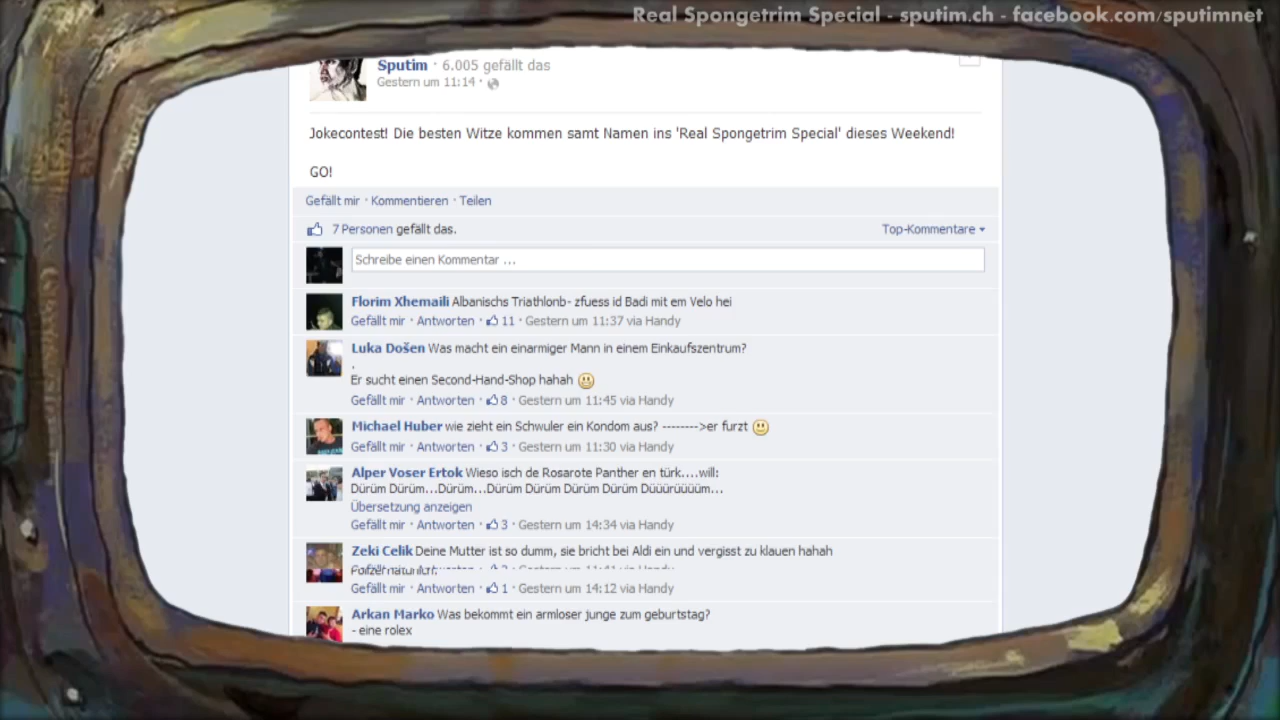 Real Spongetrim Special - sputim.ch - facebook.com/sputimnet
Sputim · 6.005 gefällt das
Gestern um 11:14 ·
Jokecontest! Die besten Witze kommen samt Namen ins 'Real Spongetrim Special' dieses Weekend!
GO!
Gefällt mir · Kommentieren · Teilen
7 Personen gefällt das.
Top-Kommentare
Schreibe einen Kommentar ...
Florim Xhemaili Albanischs Triathlonb- zfuess id Badi mit em Velo hei
Gefällt mir · Antworten · 11 · Gestern um 11:37 via Handy
Luka Došen Was macht ein einarmiger Mann in einem Einkaufszentrum?
.
Er sucht einen Second-Hand-Shop hahah
Gefällt mir · Antworten · 8 · Gestern um 11:45 via Handy
Michael Huber wie zieht ein Schwuler ein Kondom aus? -------->er furzt
Gefällt mir · Antworten · 3 · Gestern um 11:30 via Handy
Alper Voser Ertok Wieso isch de Rosarote Panther en türk....will:
Dürüm Dürüm...Dürüm...Dürüm Dürüm Dürüm Dürüm Düüürüüüm...
Übersetzung anzeigen
Gefällt mir · Antworten · 3 · Gestern um 14:34 via Handy
Zeki Celik Deine Mutter ist so dumm, sie bricht bei Aldi ein und vergisst zu klauen hahah
Gefällt mir · Antworten · 1 · Gestern um 14:12 via Handy
Arkan Marko Was bekommt ein armloser junge zum geburtstag?
- eine rolex